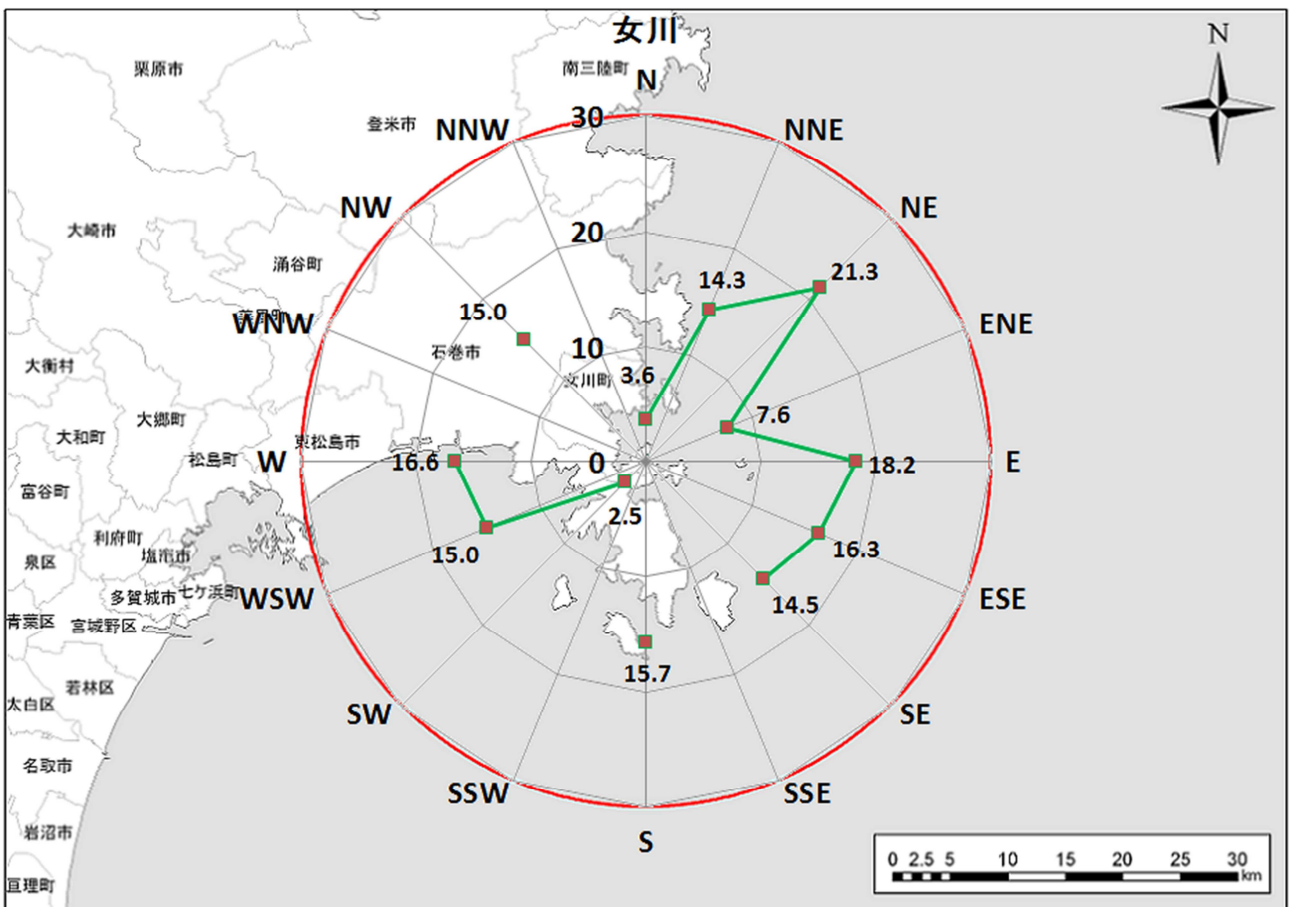 女川
N
N
南三陸町
栗原市
30
登米市
NNW
NNE
NW
NE
大崎市
20
涌谷町
14.3
21.3
15.0
WNW
ENE
石巻市
10
大衡村
3.6
女川町
7.6
大郷町
大和町
東松島市
松島町
W
16.6
0
18.2
E
富谷町
2.5
利府町
15.0
16.3
塩竈市
泉区
14.5
多賀城市
七ケ浜町
WSW
ESE
青葉区
宮城野区
15.7
若林区
太白区
SW
SE
名取市
SSW
SSE
岩沼市
S
0 2.5 5 10 15 20 25 30
km
亘理町